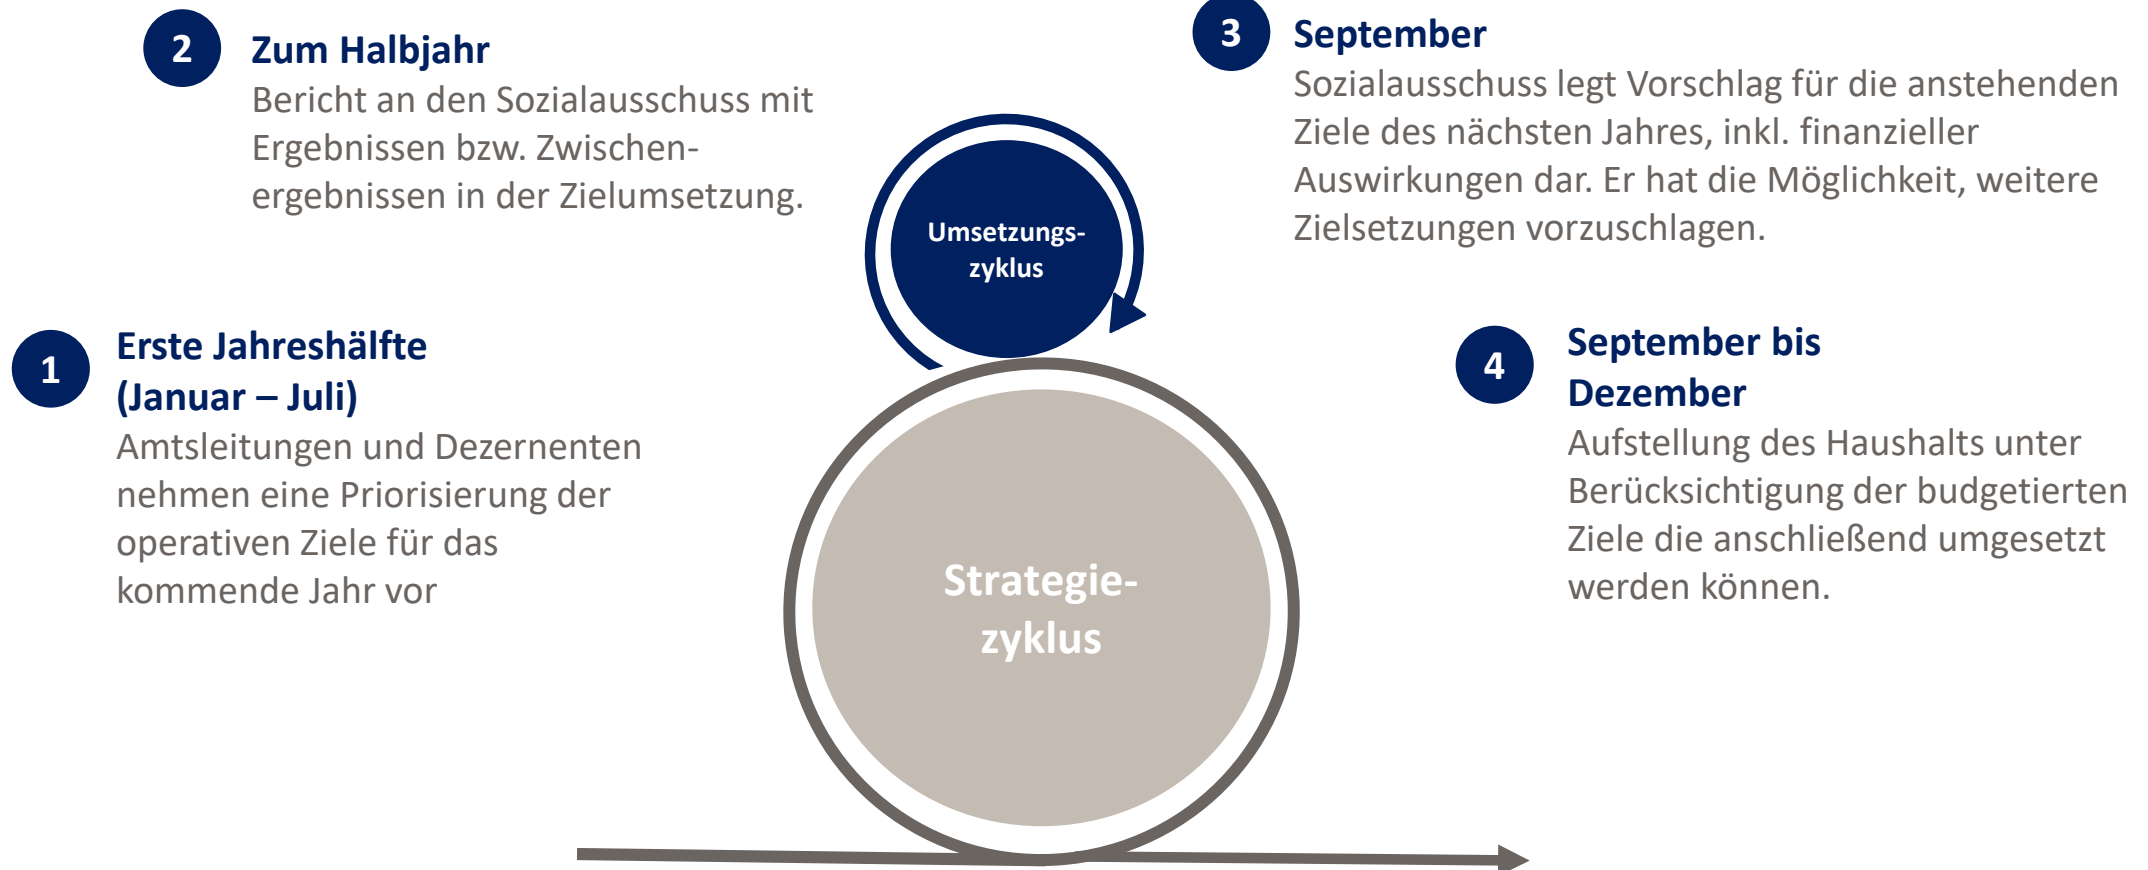 2
Zum Halbjahr
Bericht an den Sozialausschuss mit
Ergebnissen bzw. Zwischen-
ergebnissen in der Zielumsetzung.
3
September
Sozialausschuss legt Vorschlag für die anstehenden
Ziele des nächsten Jahres, inkl. finanzieller
Auswirkungen dar. Er hat die Möglichkeit, weitere
Zielsetzungen vorzuschlagen.
Umsetzungs-
zyklus
1
Erste Jahreshälfte
(Januar – Juli)
Amtsleitungen und Dezernenten
nehmen eine Priorisierung der
operativen Ziele für das
kommende Jahr vor
4
September bis
Dezember
Aufstellung des Haushalts unter
Berücksichtigung der budgetierten
Ziele die anschließend umgesetzt
werden können.
Strategie-
zyklus